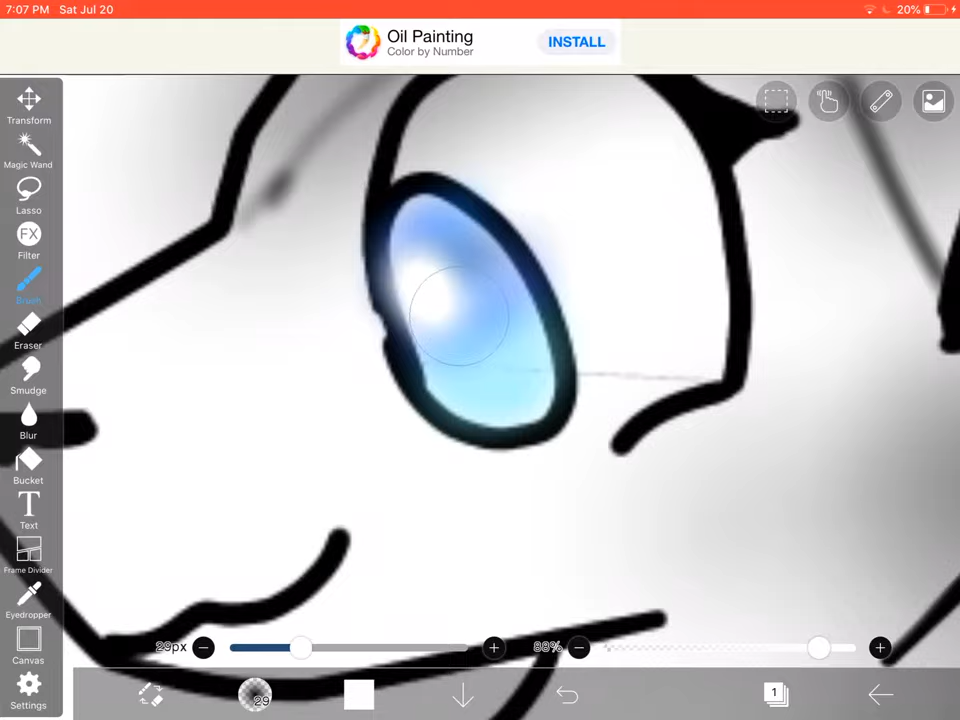 7:07 PM Sat Jul 20
20%
Oil Painting
Color by Number
INSTALL
Transform
Magic Wand
Lasso
FX
Filter
Brush
Eraser
Smudge
Blur
Bucket
T
Text
Frame Divider
Eyedropper
Canvas
Settings
29px
88%
29
1